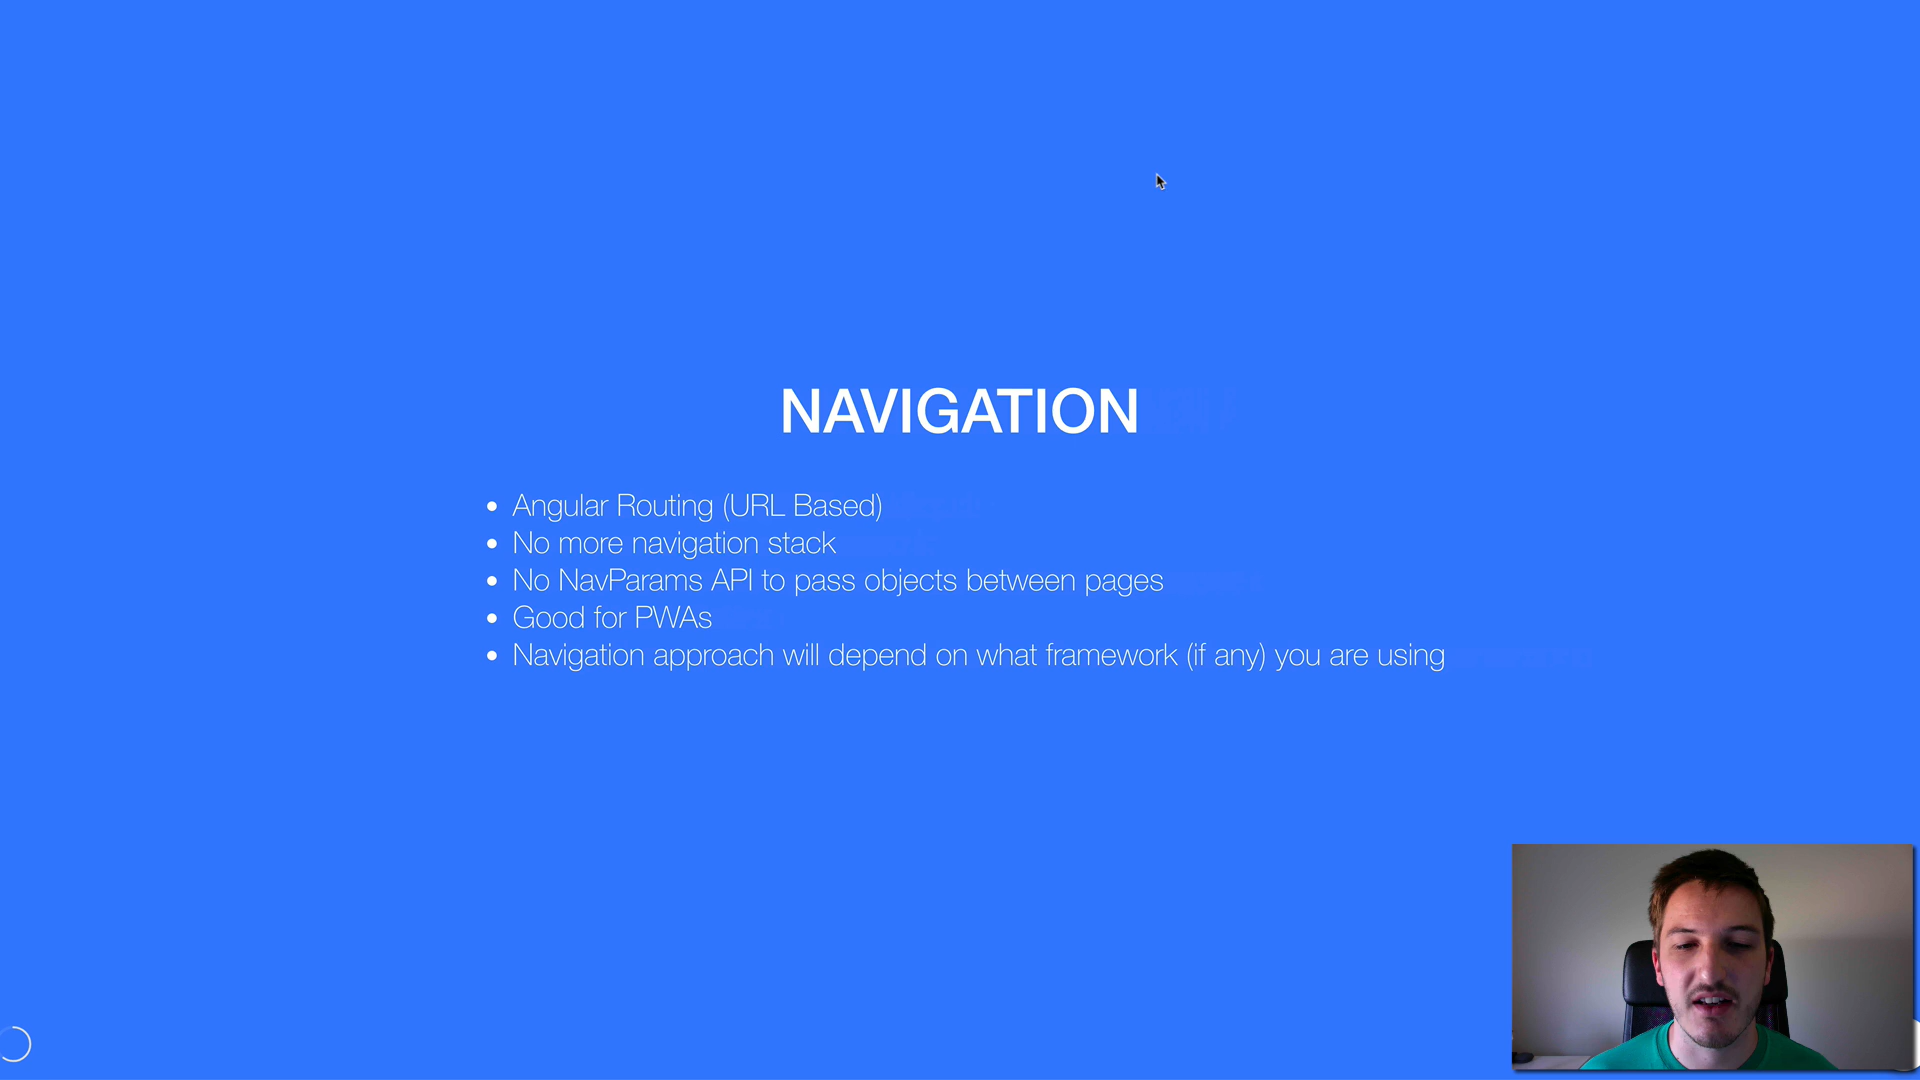 NAVIGATION
• Angular Routing (URL Based)
• No more navigation stack
• No NavParams API to pass objects between pages
• Good for PWAs
• Navigation approach will depend on what framework (if any) you are using